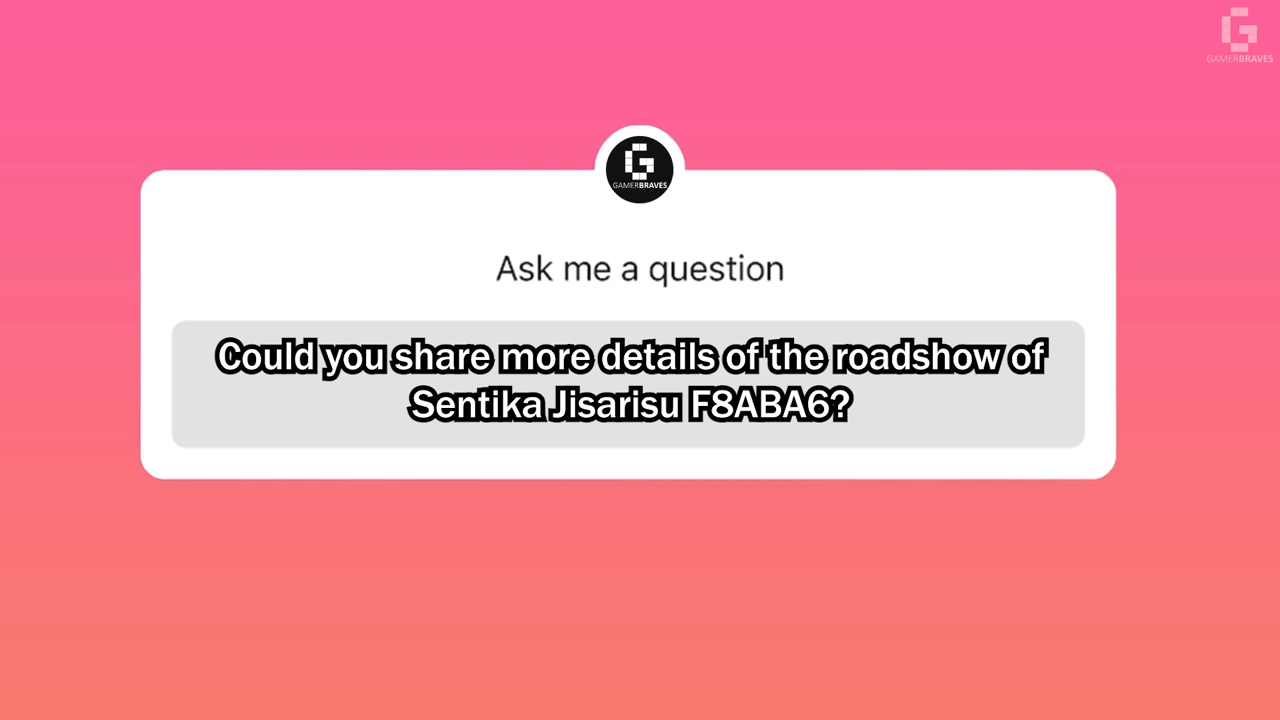 GAMERBRAVES
GAMERBRAVES
Ask me a question
Could you share more details of the roadshow of
Sentika Jisarisu F8ABA6?